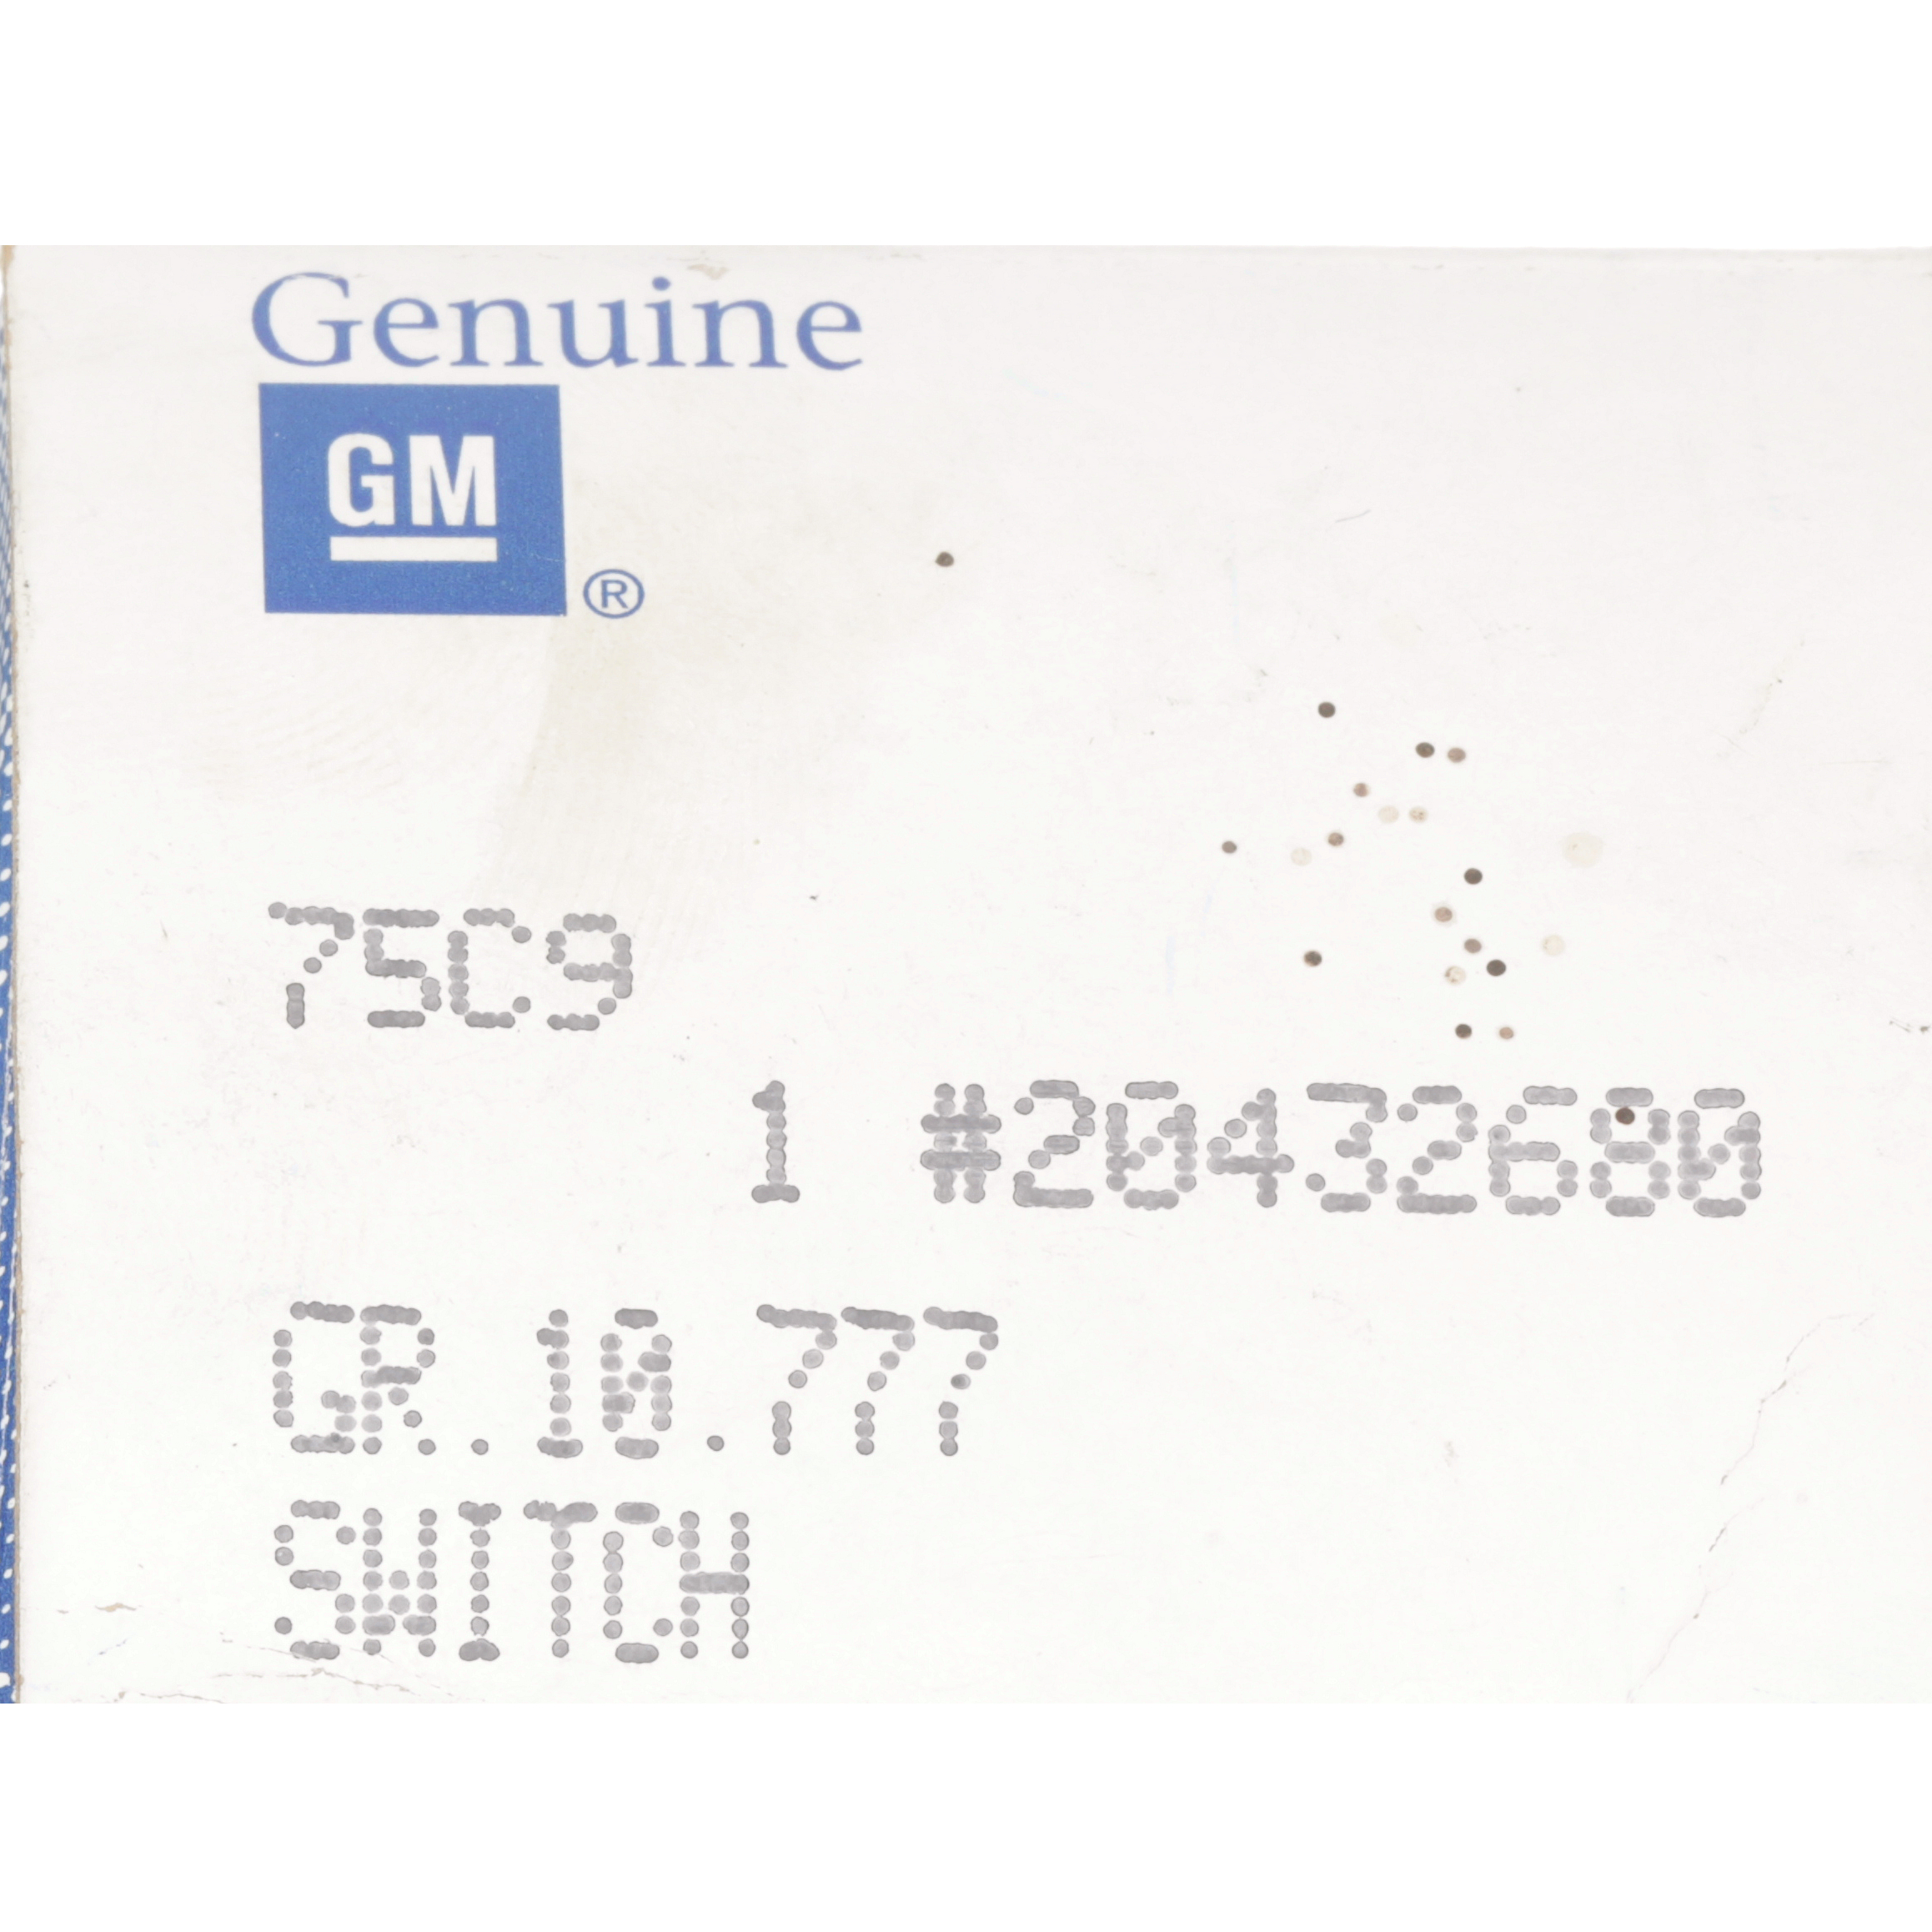 Genuine
GM
®
75C9
1 #20432680
GR.10.777
SWITCH